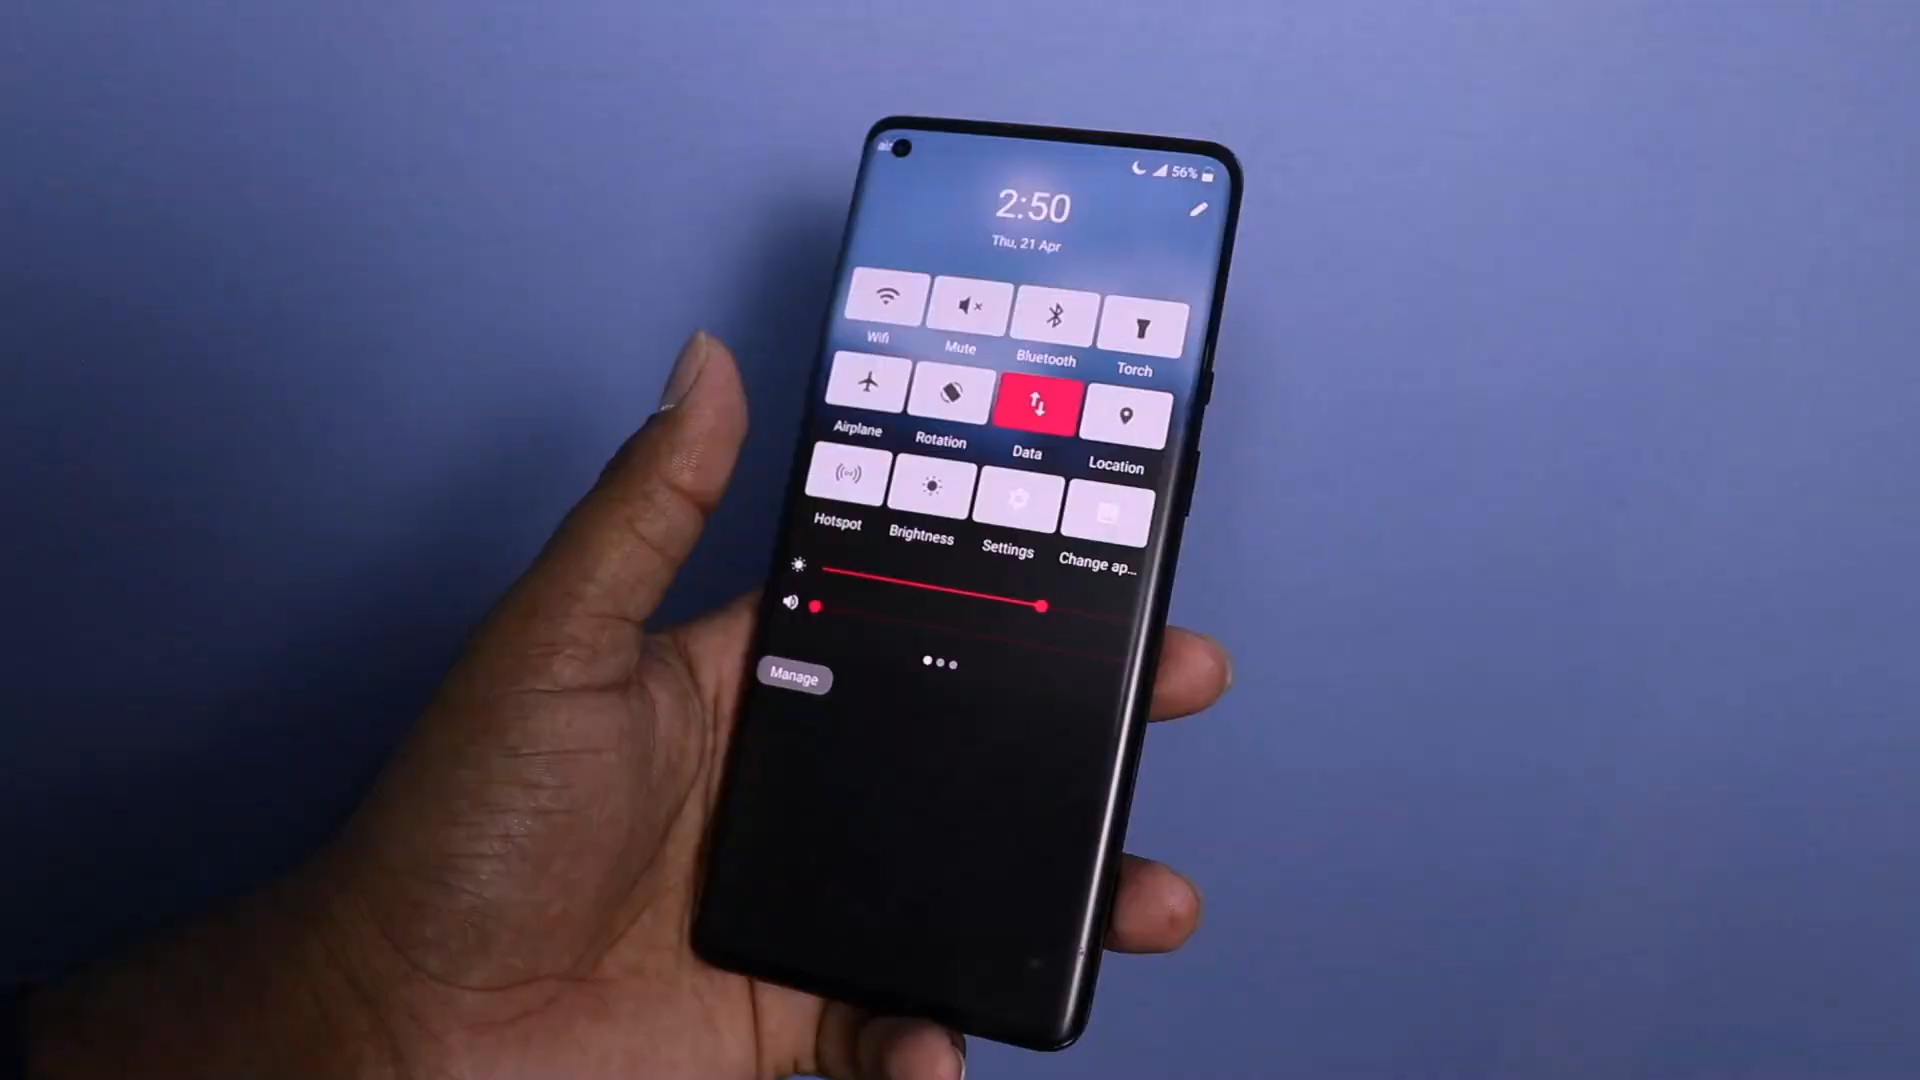 56%
2:50
Thu, 21 Apr
Wifi Mute Bluetooth Torch
Airplane Rotation Data Location
Hotspot Brightness Settings Change ap...
Manage